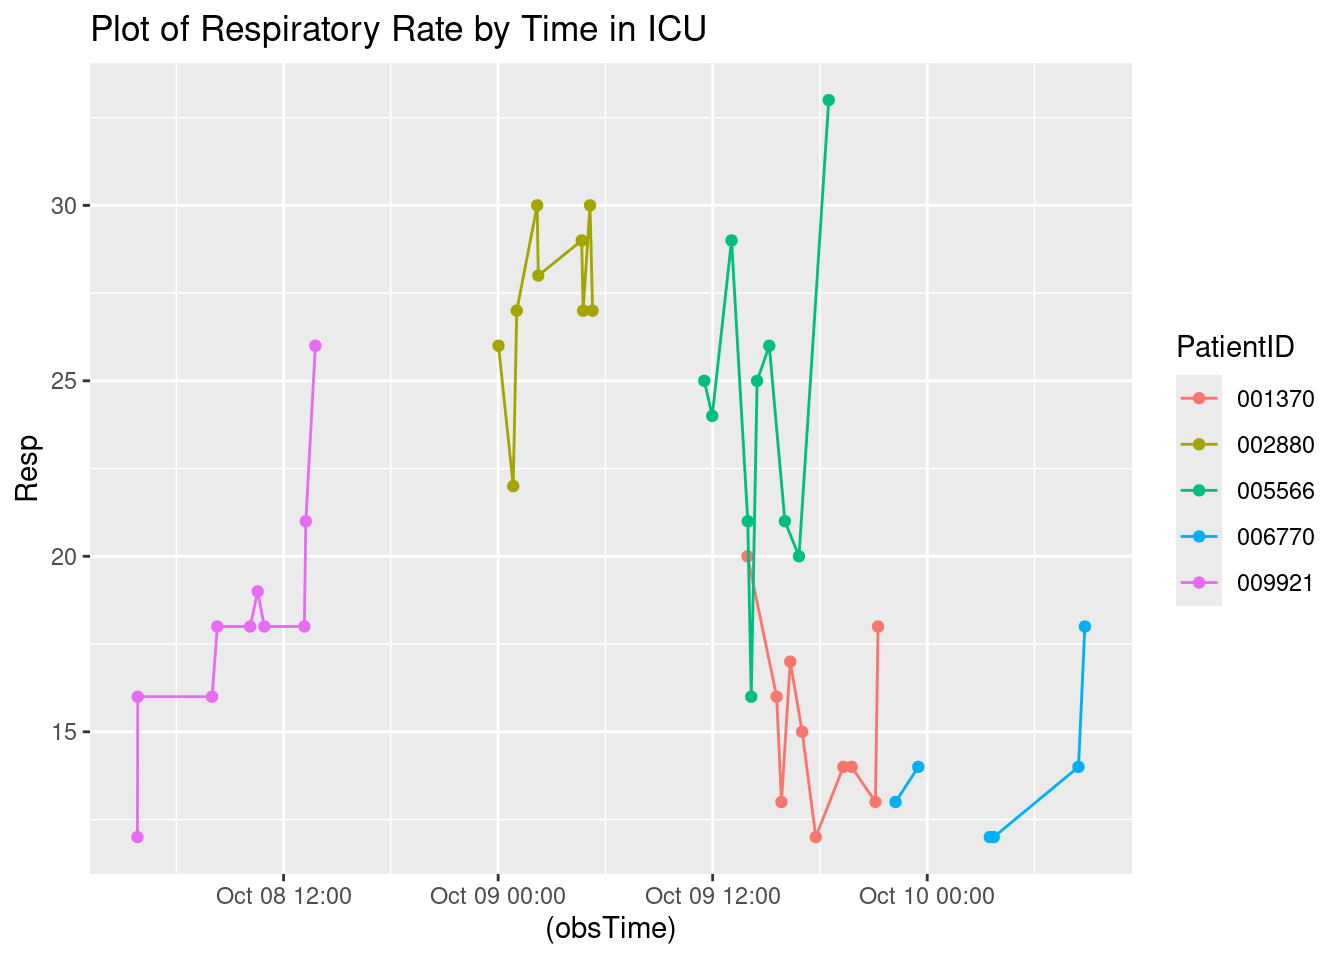 Plot of Respiratory Rate by Time in ICU
Resp
30
25
20
15
Oct 08 12:00
Oct 09 00:00
Oct 09 12:00
Oct 10 00:00
(obsTime)
PatientID
001370
002880
005566
006770
009921